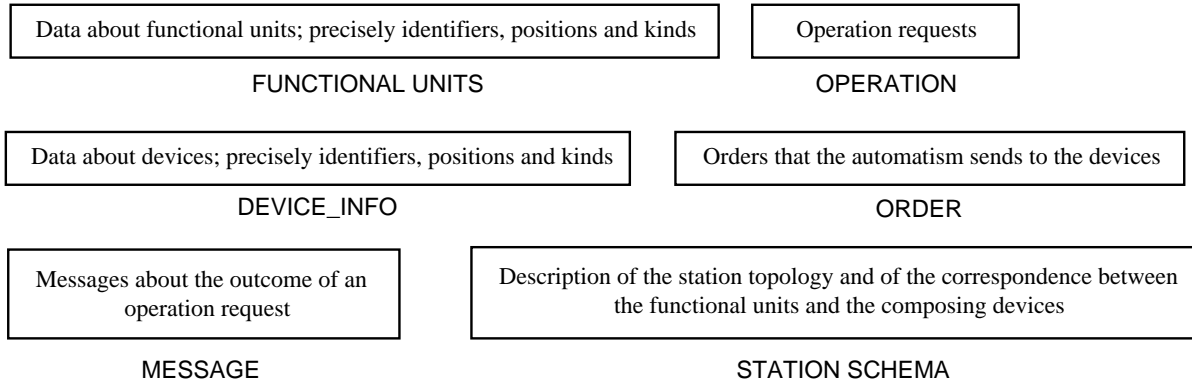 Data about functional units; precisely identifiers, positions and kinds
Operation requests
FUNCTIONAL UNITS
OPERATION
Data about devices; precisely identifiers, positions and kinds
Orders that the automatism sends to the devices
DEVICE_INFO
ORDER
Messages about the outcome of an
operation request
Description of the station topology and of the correspondence between
the functional units and the composing devices
MESSAGE
STATION SCHEMA